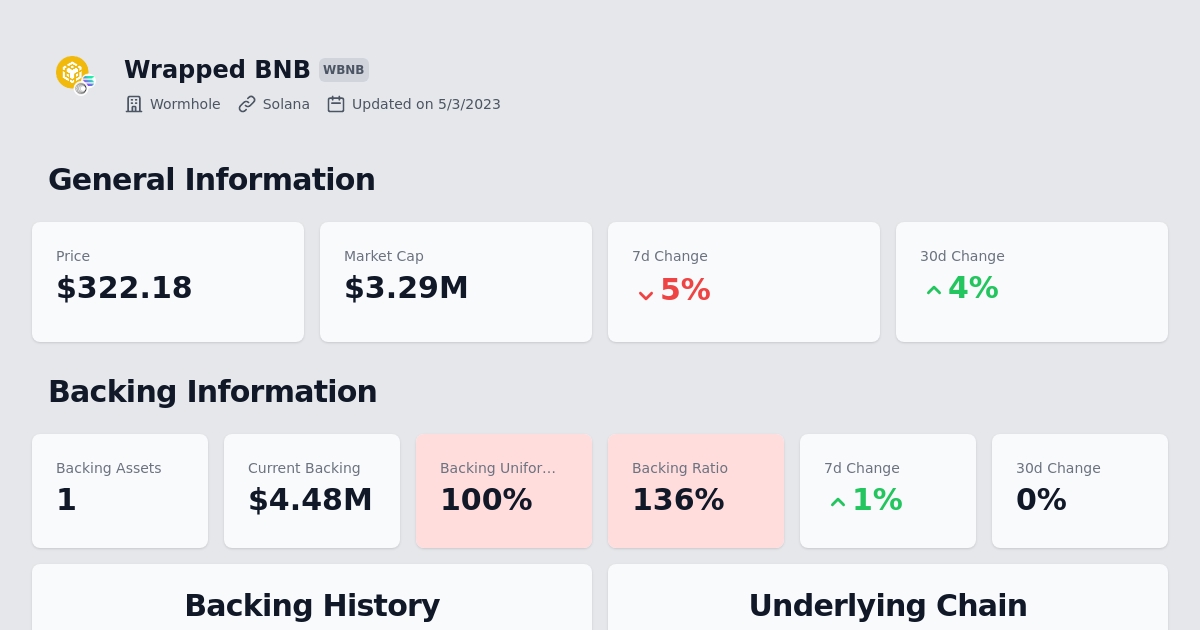 Wrapped BNB WBNB
Wormhole Solana Updated on 5/3/2023
General Information
Price
$322.18
Market Cap
$3.29M
7d Change
5%
30d Change
4%
Backing Information
Backing Assets
1
Current Backing
$4.48M
Backing Unifor...
100%
Backing Ratio
136%
7d Change
1%
30d Change
0%
Backing History
Underlying Chain